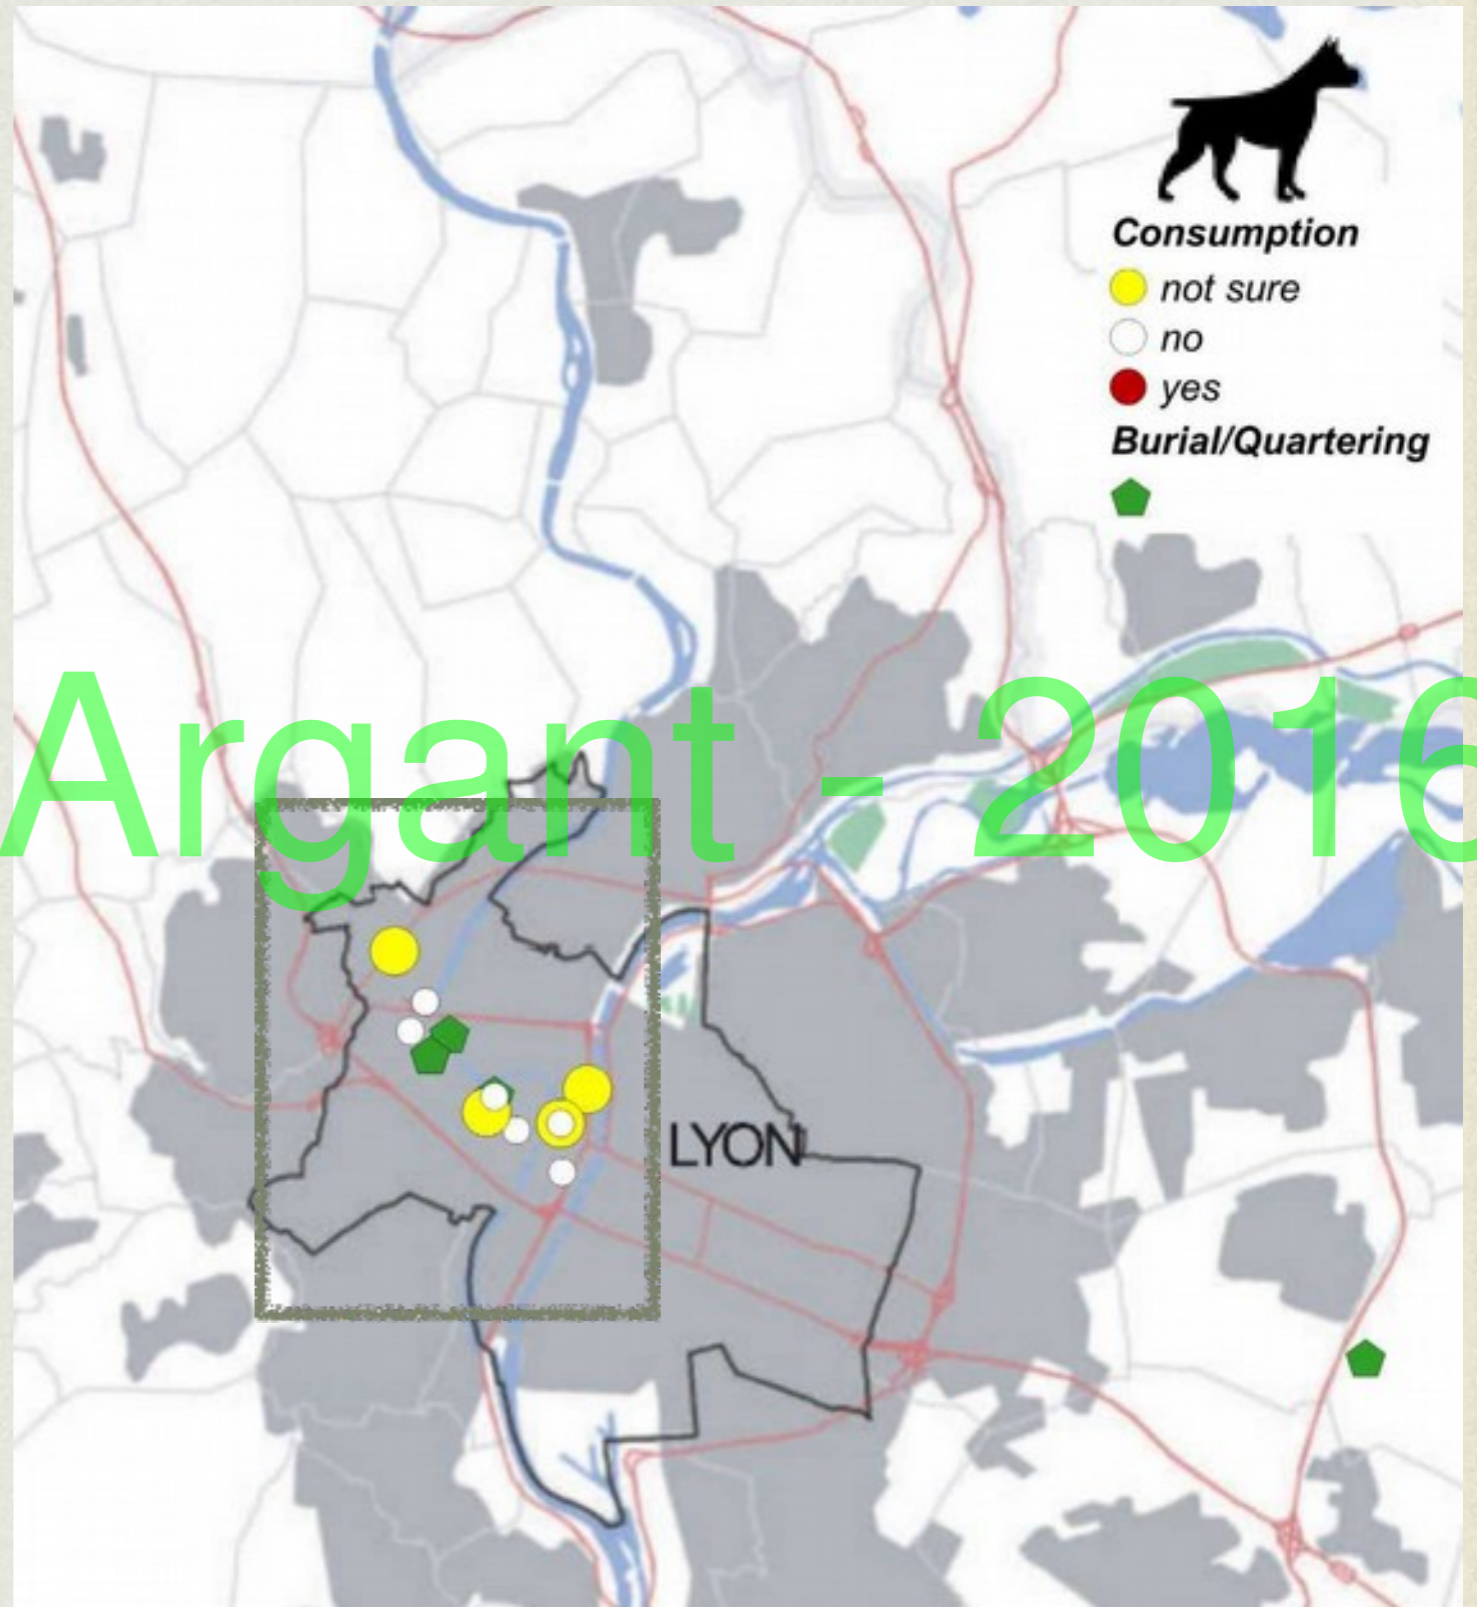 Consumption
not sure
no
yes
Burial/Quartering
Argant - 2016
LYON